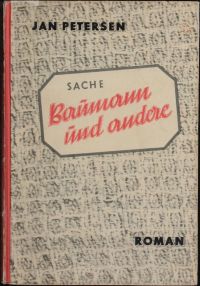 JAN PETERSEN
SACHE
Baumann
und andere
ROMAN